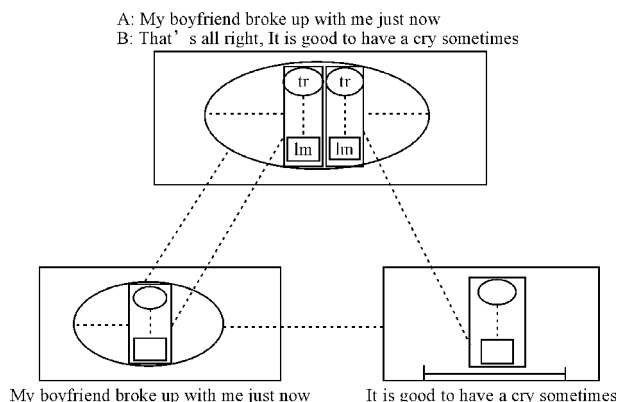 A: My boyfriend broke up with me just now
B: That’s all right, It is good to have a cry sometimes
tr tr
lm lm
My boyfriend broke up with me just now
It is good to have a cry sometimes